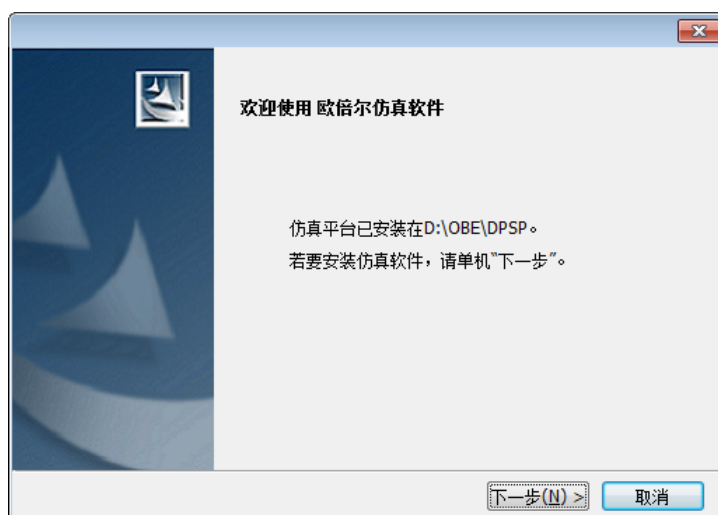 欢迎使用 欧倍尔仿真软件
仿真平台已安装在D:\OBE\DPSP。
若要安装仿真软件，请单机“下一步”。
下一步(N) > 取消